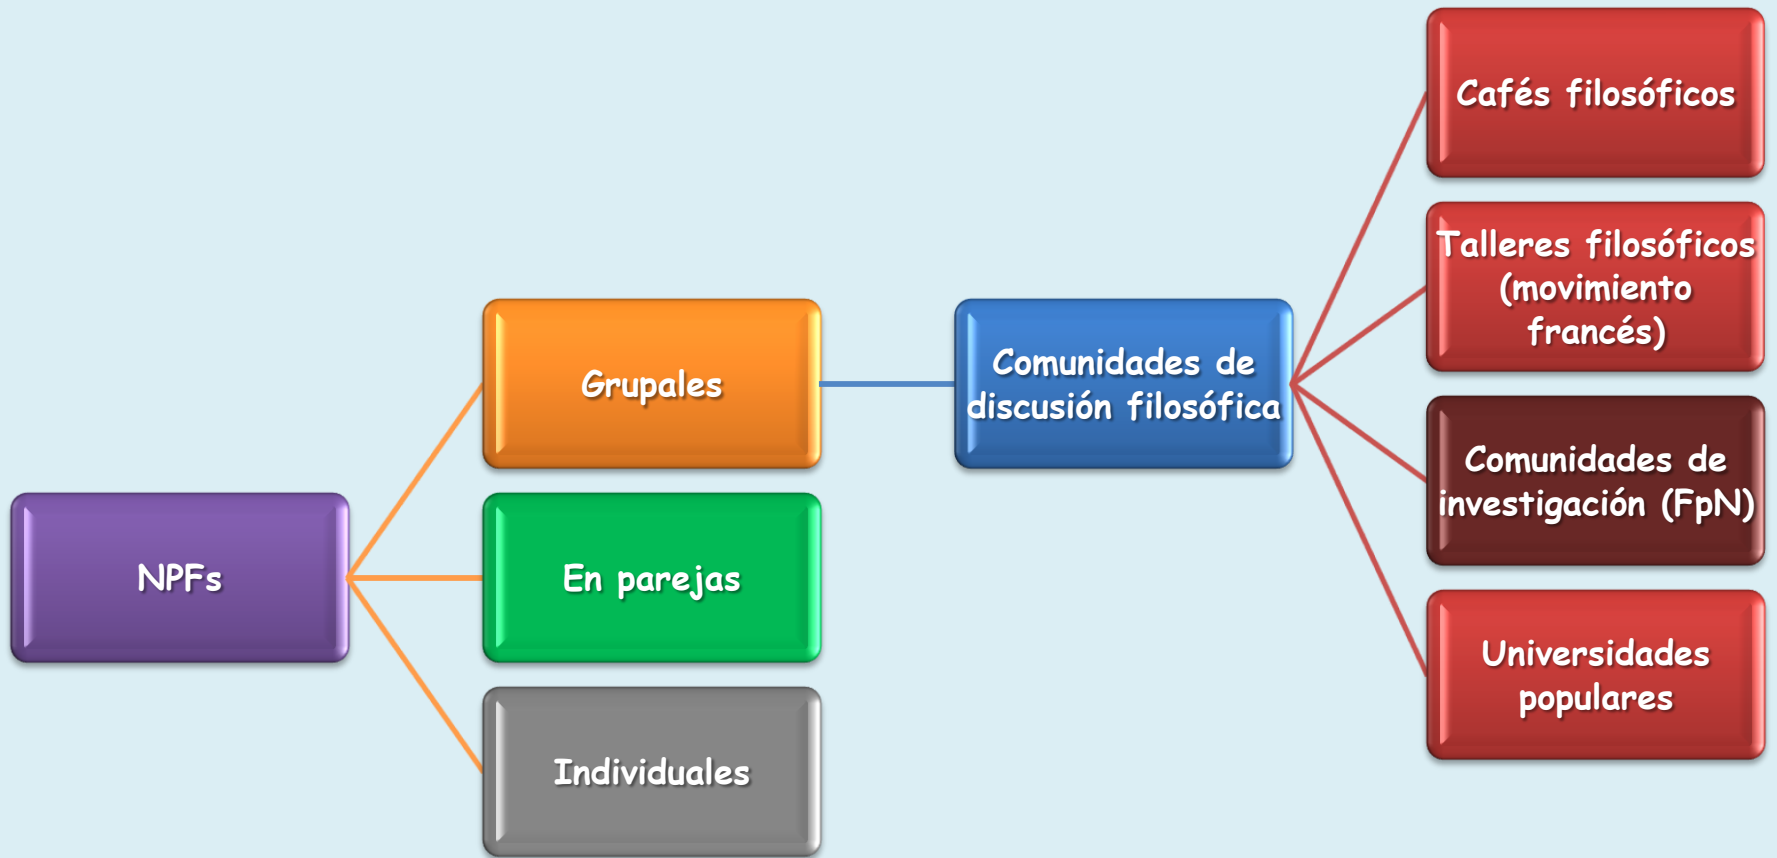 NPFs
Grupales
En parejas
Individuales
Comunidades de
discusión filosófica
Cafés filosóficos
Talleres filosóficos
(movimiento
francés)
Comunidades de
investigación (FpN)
Universidades
populares